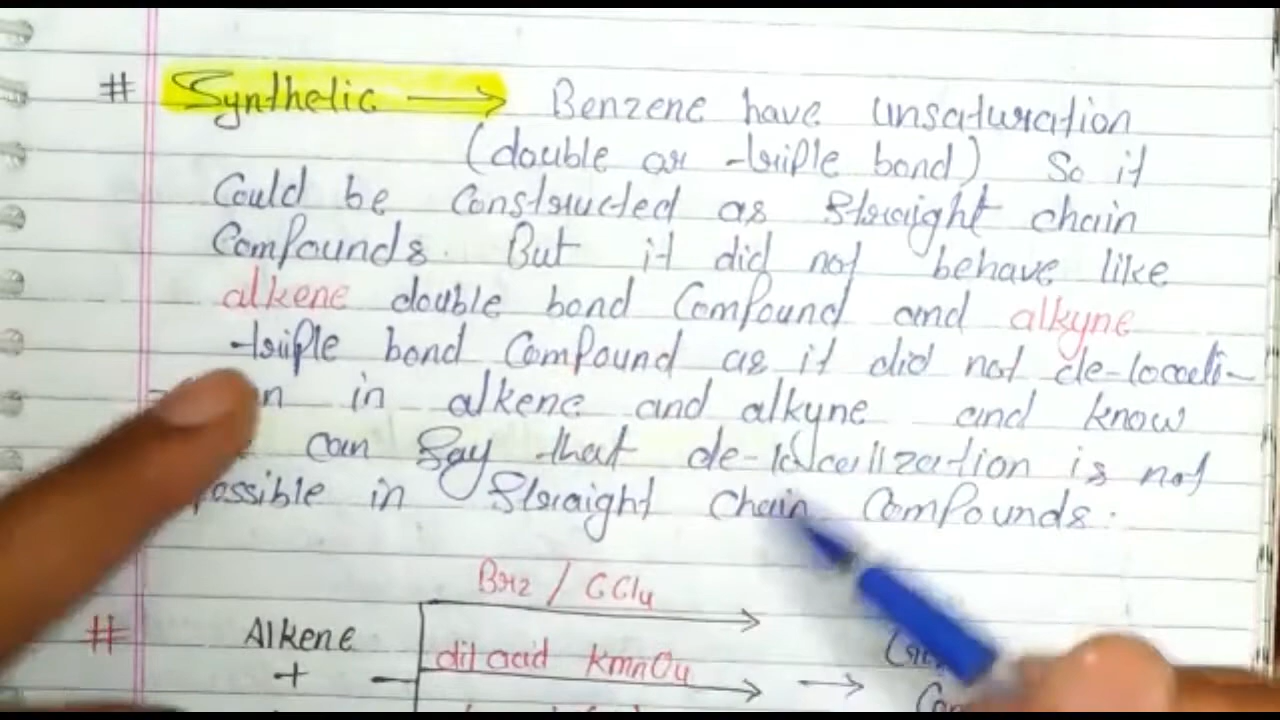 # Synthetic → Benzene have unsaturation
(double or triple bond) So it
Could be Constructed as Straight chain
Compounds. But it did not behave like
alkene double bond Compound and alkyne
triple bond Compound as it did not de-locali-
in alkene and alkyne and know
can Say that de-localization is not
possible in Straight Chain Compounds.
Br2 / CCl4
# Alkene
dil acid kmnO4 →
+